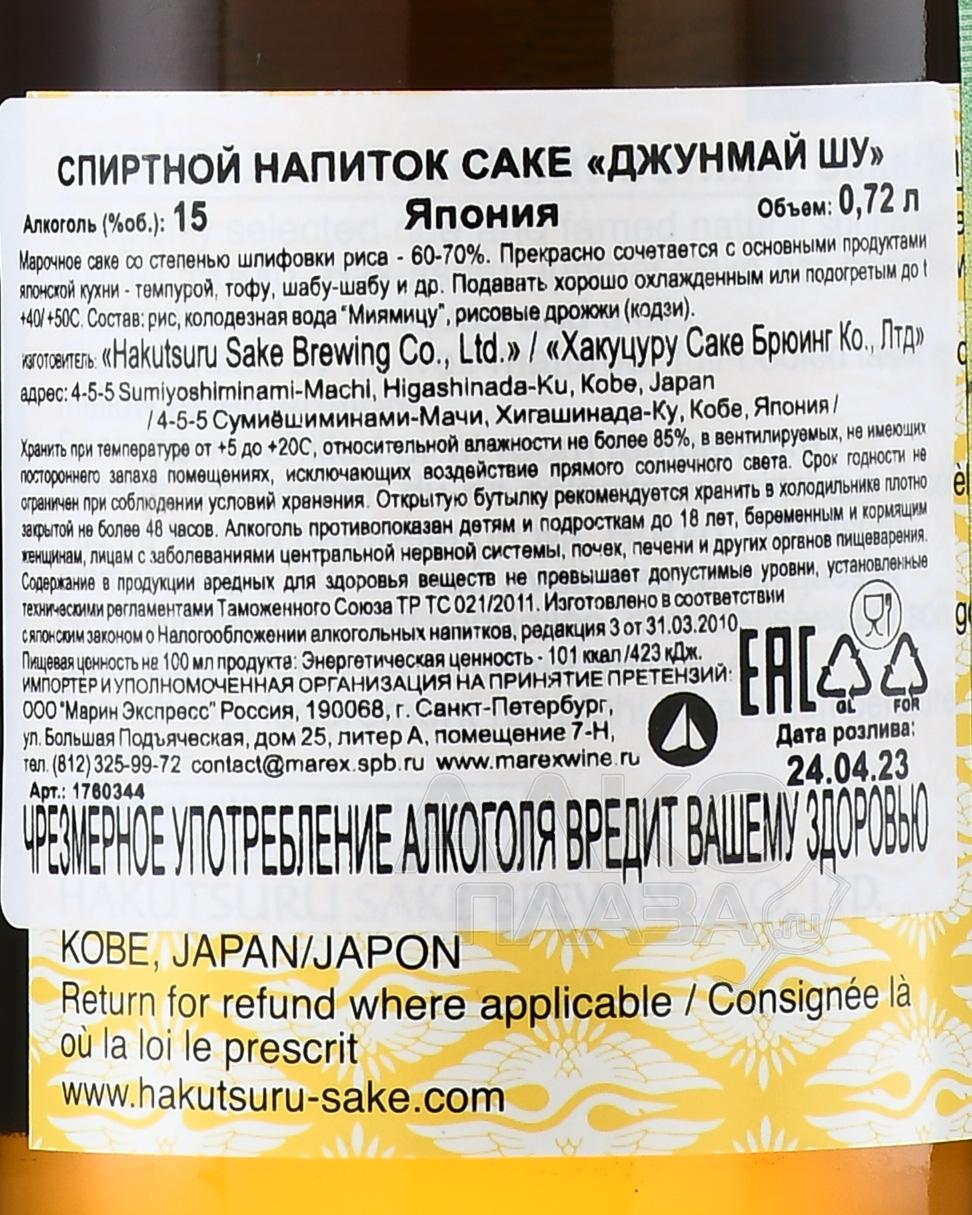 СПИРТНОЙ НАПИТОК САКЕ «ДЖУНМАЙ ШУ»
Алкоголь (%об.): 15 Япония Объем: 0,72 л
Марочное саке со степенью шлифовки риса - 60-70%. Прекрасно сочетается с основными продуктами
японской кухни - темпурой, тофу, шабу-шабу и др. Подавать хорошо охлажденным или подогретым до t
+40/+50С. Состав: рис, колодезная вода "Миямицу", рисовые дрожжи (кодзи).
изготовитель: «Hakutsuru Sake Brewing Co., Ltd.» / «Хакуцуру Саке Брюинг Ко., Лтд»
адрес: 4-5-5 Sumiyoshiminami-Machi, Higashinada-Ku, Kobe, Japan
/ 4-5-5 Сумиёшиминами-Мачи, Хигашинада-Ку, Кобе, Япония /
Хранить при температуре от +5 до +20С, относительной влажности не более 85%, в вентилируемых, не имеющих
постороннего запаха помещениях, исключающих воздействие прямого солнечного света. Срок годности не
ограничен при соблюдении условий хранения. Открытую бутылку рекомендуется хранить в холодильнике плотно
закрытой не более 48 часов. Алкоголь противопоказан детям и подросткам до 18 лет, беременным и кормящим
женщинам, лицам с заболеваниями центральной нервной системы, почек, печени и других органов пищеварения.
Содержание в продукции вредных для здоровья веществ не превышает допустимые уровни, установленные
техническими регламентами Таможенного Союза ТР ТС 021/2011. Изготовлено в соответствии
с японским законом о Налогообложении алкогольных напитков, редакция 3 от 31.03.2010
Пищевая ценность на 100 мл продукта: Энергетическая ценность - 101 ккал/423 кДж.
ИМПОРТЕР И УПОЛНОМОЧЕННАЯ ОРГАНИЗАЦИЯ НА ПРИНЯТИЕ ПРЕТЕНЗИЙ:
ООО "Марин Экспресс" Россия, 190068, г. Санкт-Петербург,
ул. Большая Подъяческая, дом 25, литер А, помещение 7-Н,
тел. (812) 325-99-72 contact@marex.spb.ru www.marexwine.ru
Арт.: 1760344
EAC
GL FOR
Дата розлива:
24.04.23
ЧРЕЗМЕРНОЕ УПОТРЕБЛЕНИЕ АЛКОГОЛЯ ВРЕДИТ ВАШЕМУ ЗДОРОВЬЮ
АЛКО
ПЛАЗА.ru
HAKUTSURU SAKE BREWING CO., LTD.
KOBE, JAPAN/JAPON
Return for refund where applicable / Consignée là
où la loi le prescrit
www.hakutsuru-sake.com